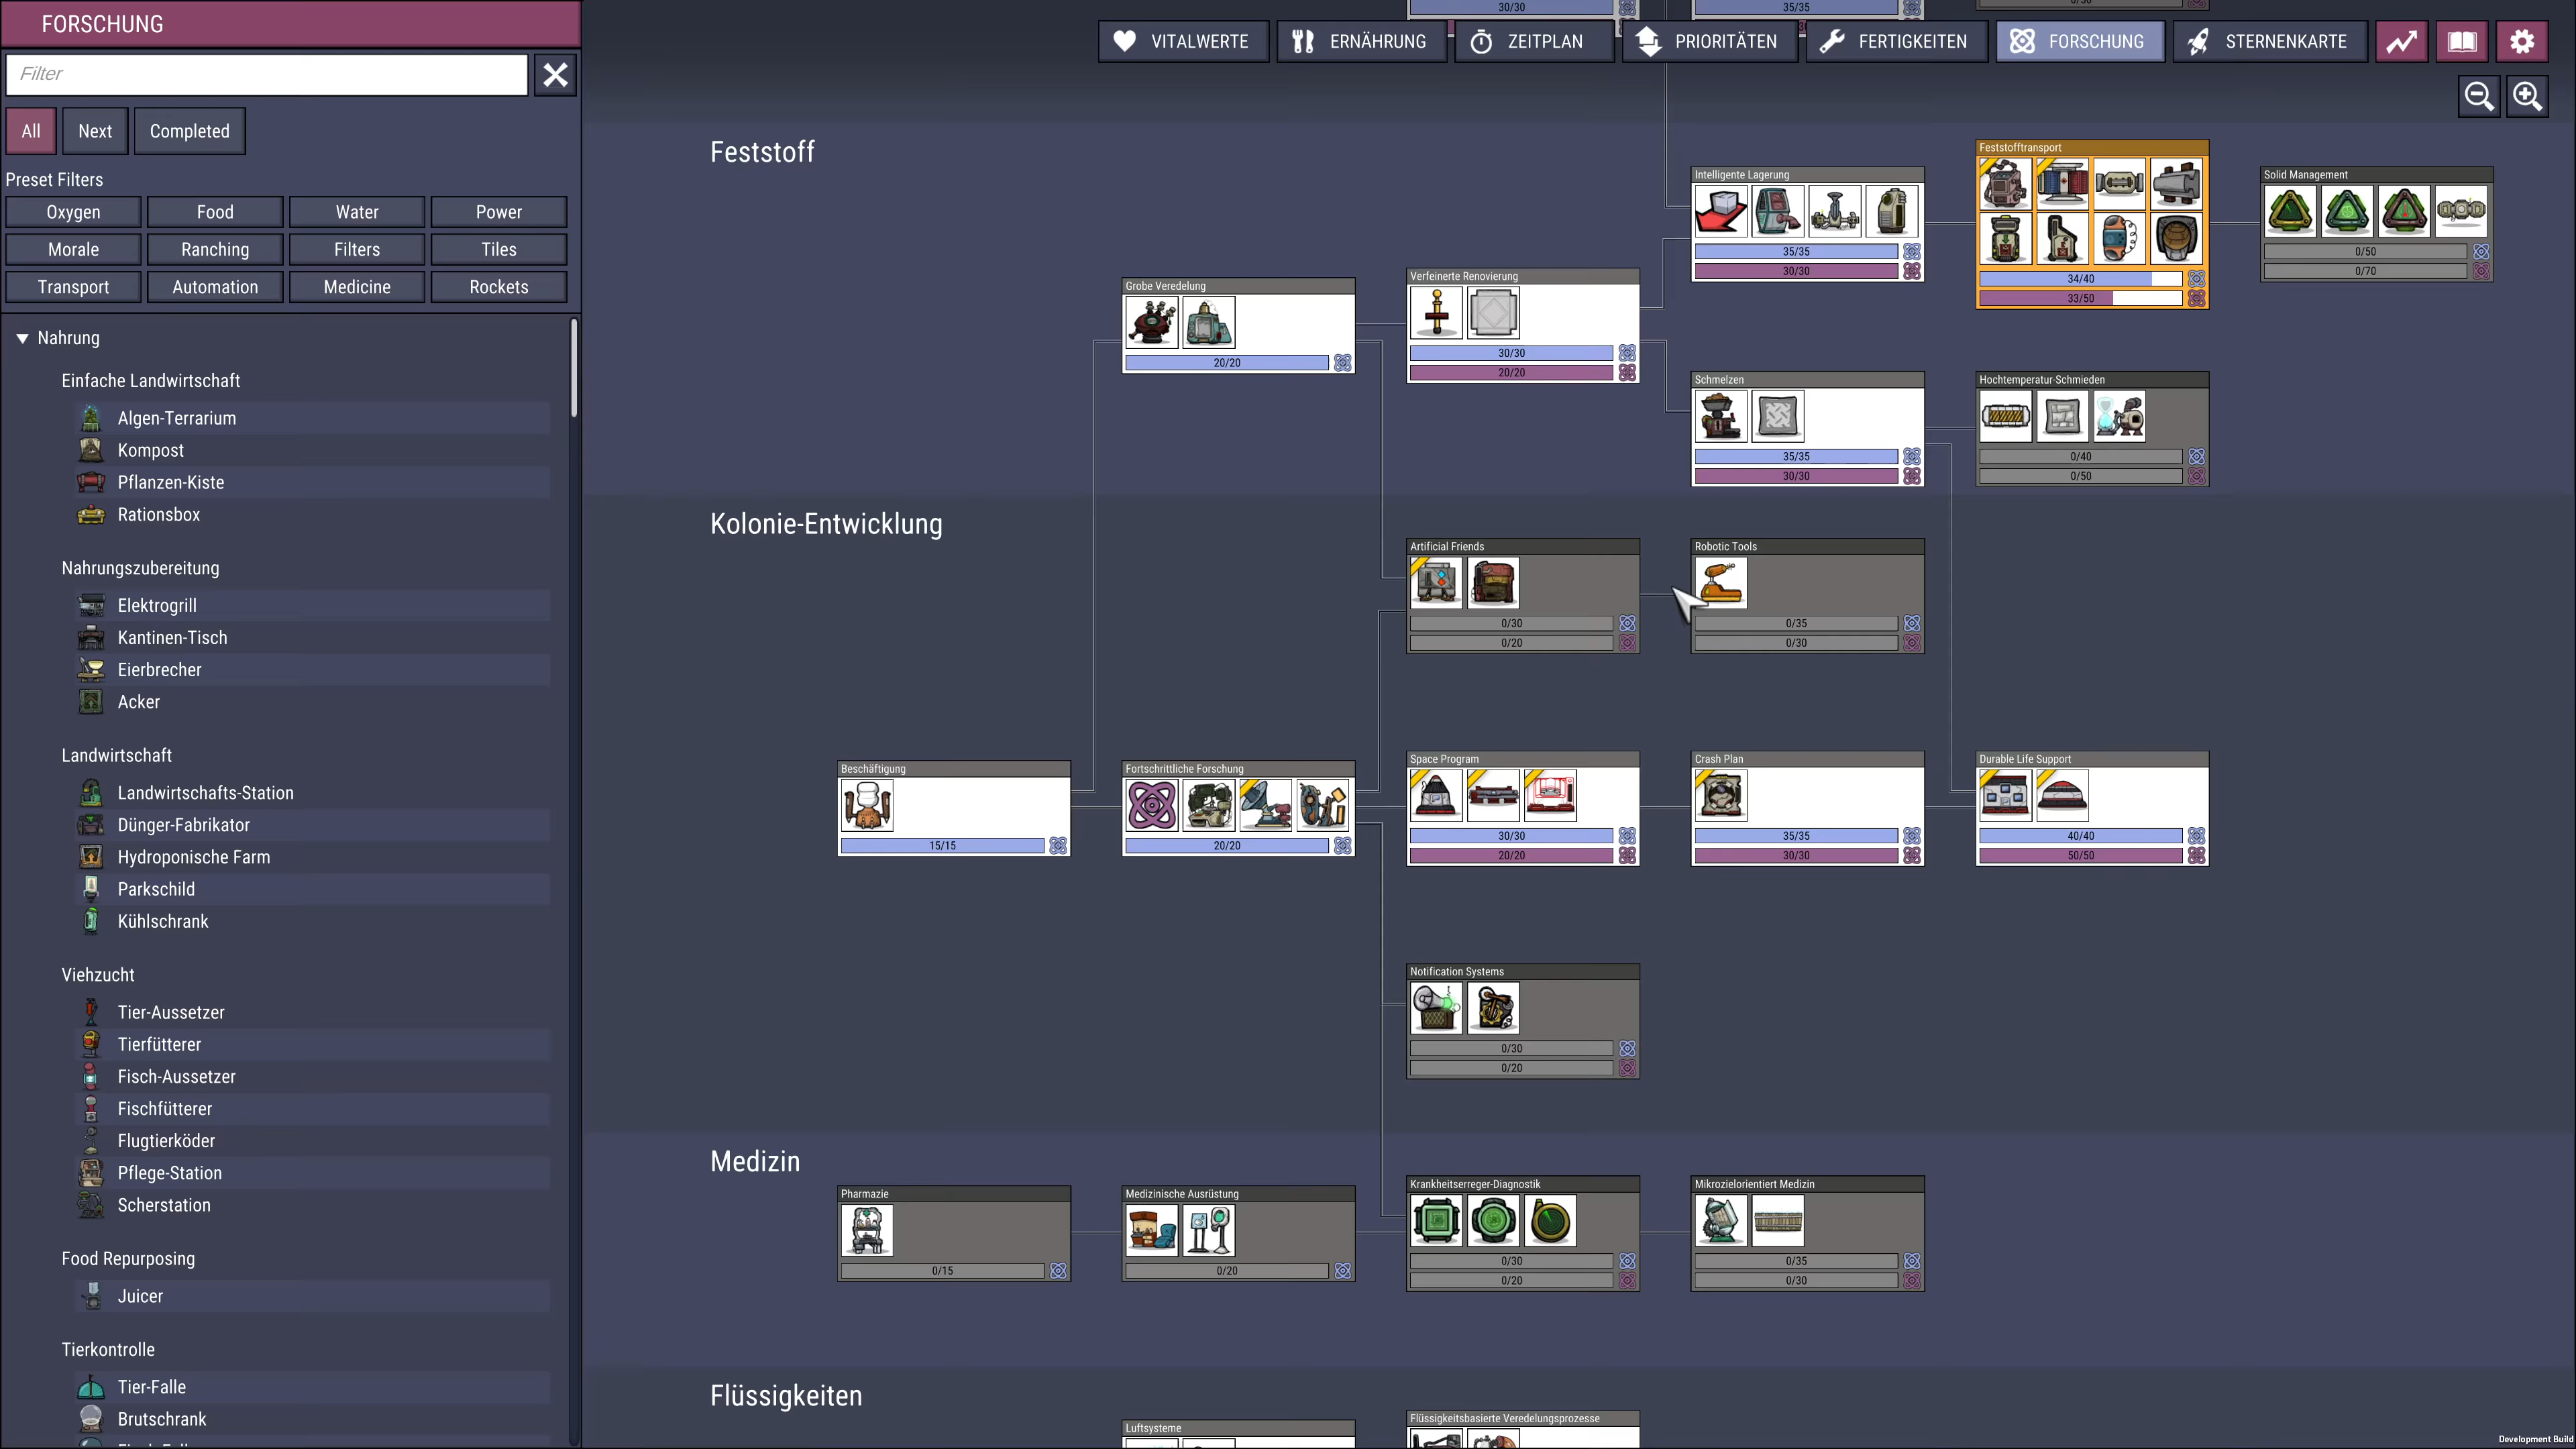 FORSCHUNG
Filter
All Next Completed
Preset Filters
Oxygen Food Water Power
Morale Ranching Filters Tiles
Transport Automation Medicine Rockets
Nahrung
Einfache Landwirtschaft
Algen-Terrarium
Kompost
Pflanzen-Kiste
Rationsbox
Nahrungszubereitung
Elektrogrill
Kantinen-Tisch
Eierbrecher
Acker
Landwirtschaft
Landwirtschafts-Station
Dünger-Fabrikator
Hydroponische Farm
Parkschild
Kühlschrank
Viehzucht
Tier-Aussetzer
Tierfütterer
Fisch-Aussetzer
Fischfütterer
Flugtierköder
Pflege-Station
Scherstation
Food Repurposing
Juicer
Tierkontrolle
Tier-Falle
Brutschrank
30/30 35/35
VITALWERTE ERNÄHRUNG ZEITPLAN PRIORITÄTEN FERTIGKEITEN FORSCHUNG STERNENKARTE
Feststoff
Intelligente Lagerung
35/35
30/30
Feststofftransport
34/40
33/50
Solid Management
0/50
0/70
Grobe Veredelung
20/20
Verfeinerte Renovierung
30/30
20/20
Schmelzen
35/35
30/30
Hochtemperatur-Schmieden
0/40
0/50
Kolonie-Entwicklung
Artificial Friends
0/30
0/20
Robotic Tools
0/35
0/30
Beschäftigung
15/15
Fortschrittliche Forschung
20/20
Space Program
30/30
20/20
Crash Plan
35/35
30/30
Durable Life Support
40/40
50/50
Notification Systems
0/30
0/20
Medizin
Pharmazie
0/15
Medizinische Ausrüstung
0/20
Krankheitserreger-Diagnostik
0/30
0/20
Mikrozielorientiert Medizin
0/35
0/30
Flüssigkeiten
Luftsysteme
Flüssigkeitsbasierte Veredelungsprozesse
Development Build